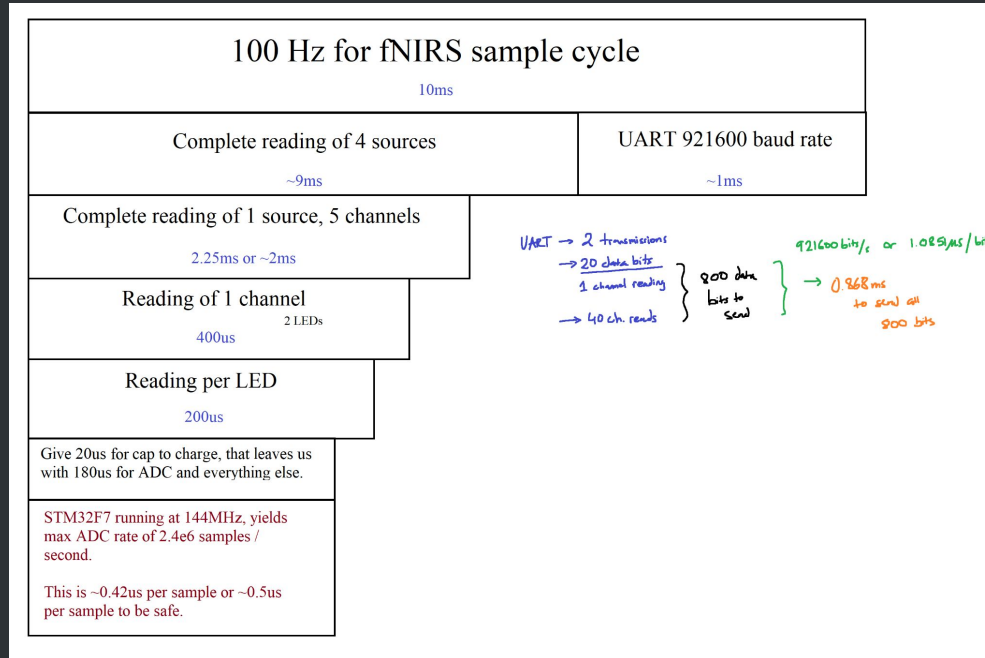 100 Hz for fNIRS sample cycle
10ms
Complete reading of 4 sources
~9ms
UART 921600 baud rate
~1ms
Complete reading of 1 source, 5 channels
2.25ms or ~2ms
Reading of 1 channel
2 LEDs
400us
Reading per LED
200us
Give 20us for cap to charge, that leaves us
with 180us for ADC and everything else.
STM32F7 running at 144MHz, yields
max ADC rate of 2.4e6 samples /
second.
This is ~0.42us per sample or ~0.5us
per sample to be safe.
UART → 2 transmissions
→ 20 data bits
1 channel reading
→ 40 ch. reads
800 data
bits to
send
921600 bits/s or 1.0851μs/bi
→ 0.868ms
to send all
800 bits